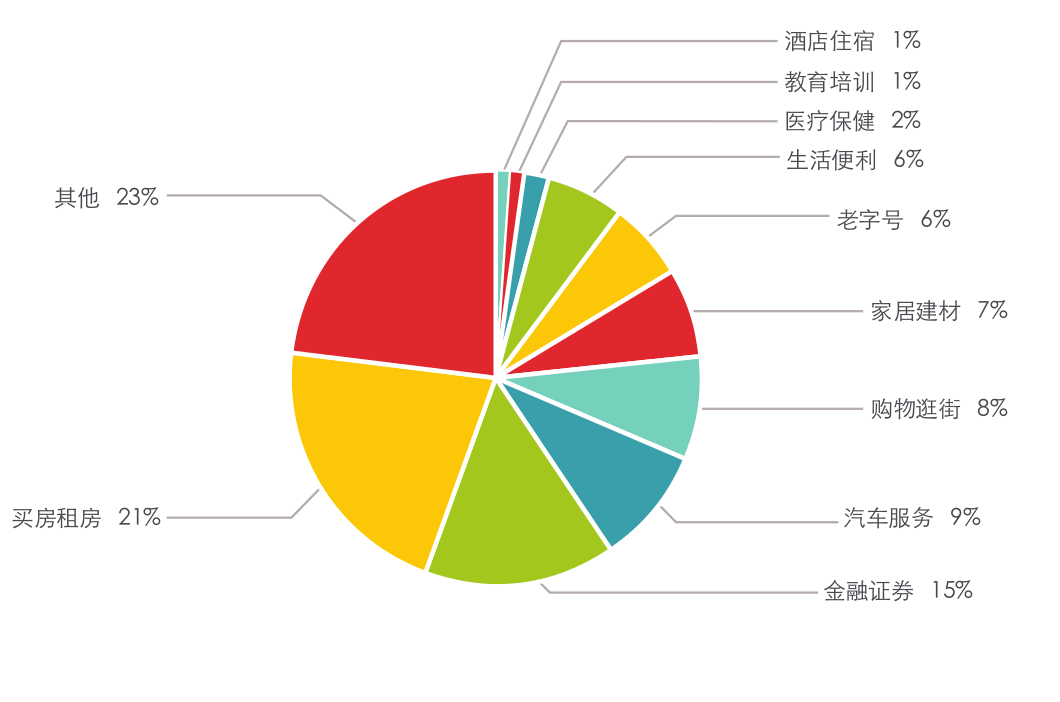 酒店住宿 1%
教育培训 1%
医疗保健 2%
生活便利 6%
其他 23%
老字号 6%
家居建材 7%
购物逛街 8%
买房租房 21%
汽车服务 9%
金融证券 15%